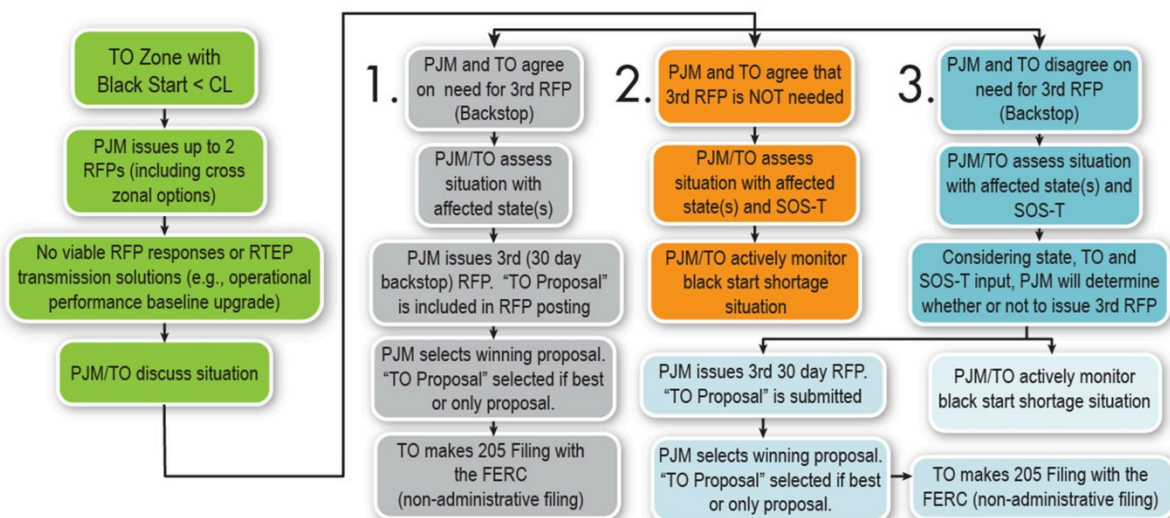 TO Zone with
Black Start < CL
PJM issues up to 2
RFPs (including cross
zonal options)
No viable RFP responses or RTEP
transmission solutions (e.g., operational
performance baseline upgrade)
PJM/TO discuss situation
1.
PJM and TO agree
on need for 3rd RFP
(Backstop)
PJM/TO assess
situation with
affected state(s)
PJM issues 3rd (30 day
backstop) RFP. “TO Proposal”
is included in RFP posting
PJM selects winning proposal.
“TO Proposal” selected if best
or only proposal.
TO makes 205 Filing with
the FERC
(non-administrative filing)
2.
PJM and TO agree that
3rd RFP is NOT needed
PJM/TO assess
situation with affected
state(s) and SOS-T
PJM/TO actively monitor
black start shortage
situation
3.
PJM and TO disagree on
need for 3rd RFP
(Backstop)
PJM/TO assess situation
with affected state(s) and
SOS-T
Considering state, TO and
SOS-T input, PJM will determine
whether or not to issue 3rd RFP
PJM issues 3rd 30 day RFP.
“TO Proposal” is submitted
PJM selects winning proposal.
“TO Proposal” selected if best
or only proposal.
TO makes 205 Filing with the
FERC (non-administrative filing)
PJM/TO actively monitor
black start shortage situation